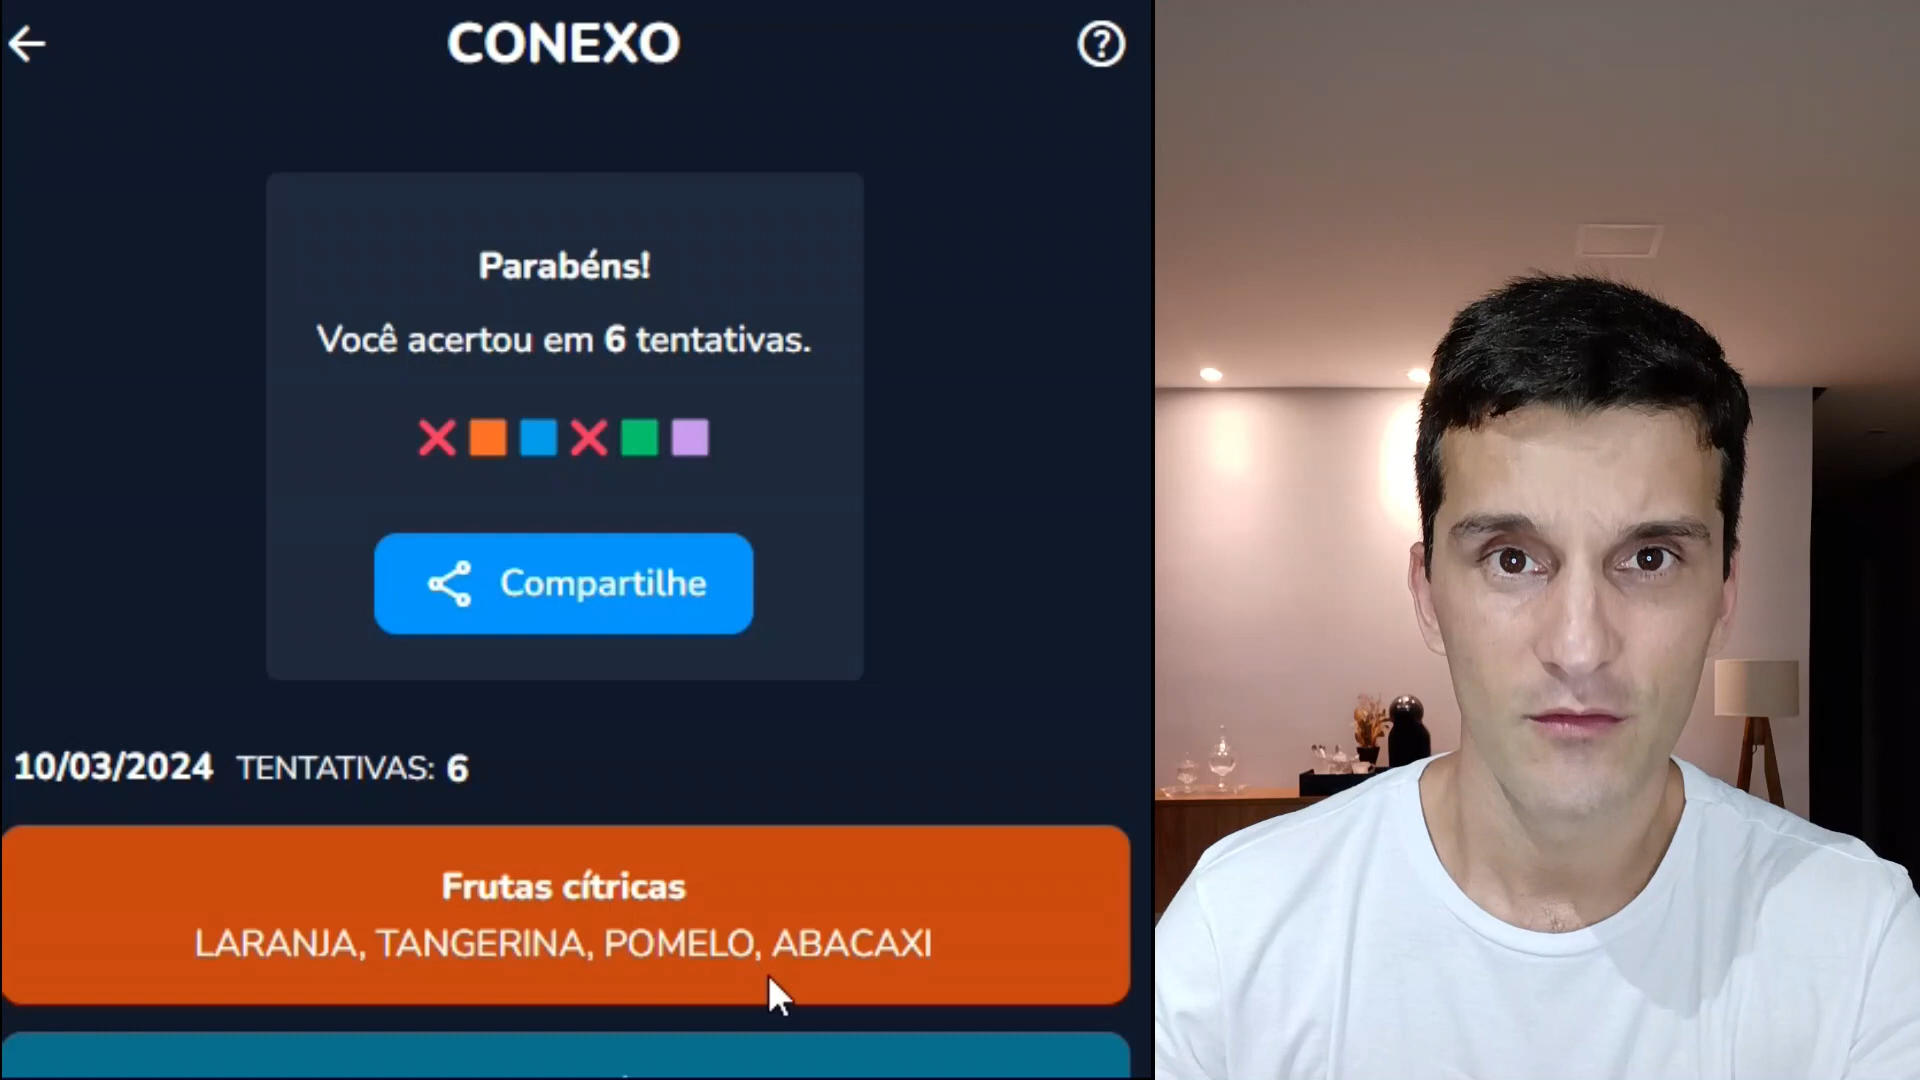 CONEXO
Parabéns!
Você acertou em 6 tentativas.
Compartilhe
10/03/2024 TENTATIVAS: 6
Frutas cítricas
LARANJA, TANGERINA, POMELO, ABACAXI